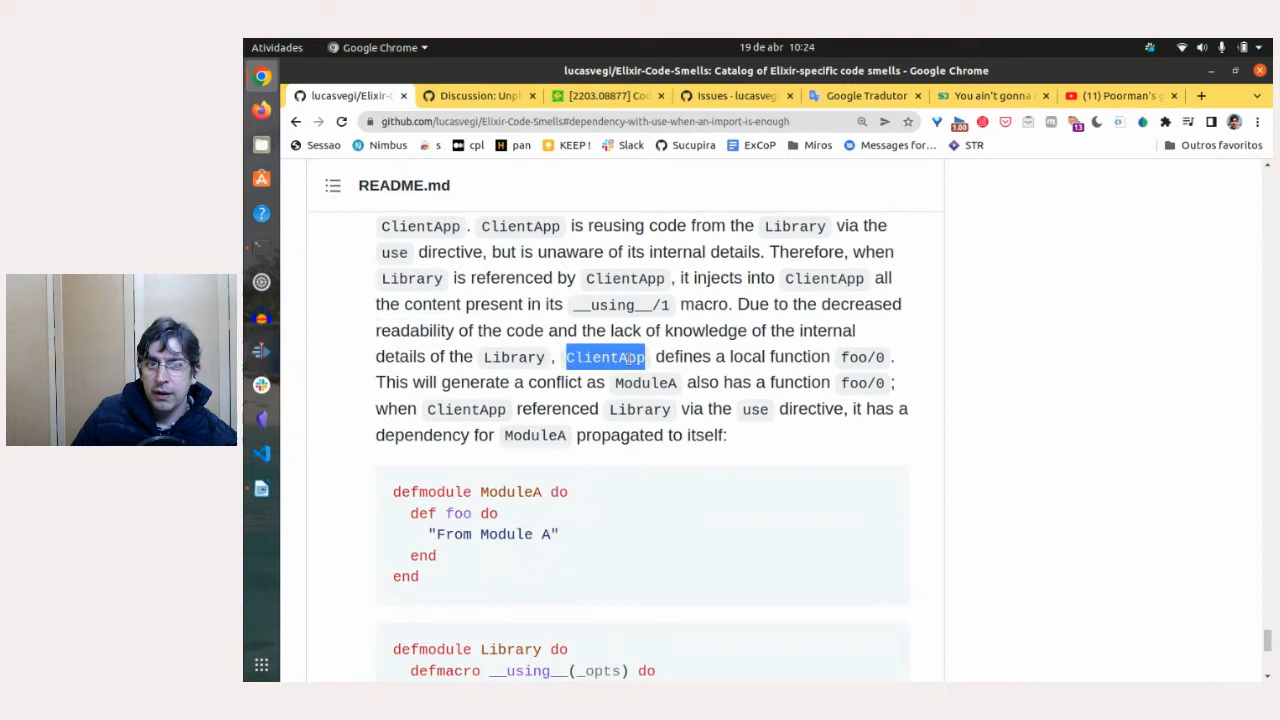 Atividades
Google Chrome
19 de abr 10:24
lucasvegi/Elixir-Code-Smells: Catalog of Elixir-specific code smells - Google Chrome
lucasvegi/Elixir-C
Discussion: Unpl
[2203.08877] Co
Issues · lucasveg
Google Tradutor
You ain't gonna
(11) Poorman's g
github.com/lucasvegi/Elixir-Code-Smells#dependency-with-use-when-an-import-is-enough
1.00
13
Sessao
Nimbus
s
cpl
pan
KEEP!
Slack
Sucupira
ExCoP
Miros
Messages for...
STR
Outros favoritos
README.md
ClientApp. ClientApp is reusing code from the Library via the
use directive, but is unaware of its internal details. Therefore, when
Library is referenced by ClientApp, it injects into ClientApp all
the content present in its __using__/1 macro. Due to the decreased
readability of the code and the lack of knowledge of the internal
details of the Library, ClientApp defines a local function foo/0.
This will generate a conflict as ModuleA also has a function foo/0;
when ClientApp referenced Library via the use directive, it has a
dependency for ModuleA propagated to itself:
defmodule ModuleA do
def foo do
"From Module A"
end
end
defmodule Library do
defmacro __using__(_opts) do